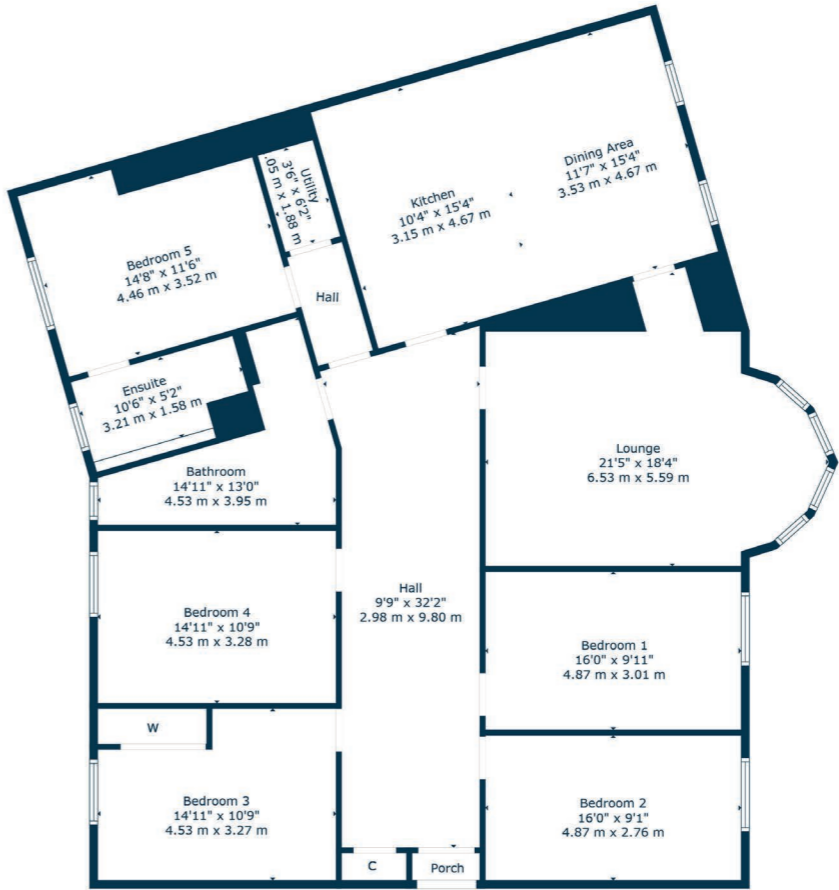 Dining Area
11'7" x 15'4"
3.53 m x 4.67 m
Kitchen
10'4" x 15'4"
3.15 m x 4.67 m
Utility
3'6" x 6'2"
.05 m x 1.88 m
Bedroom 5
14'8" x 11'6"
4.46 m x 3.52 m
Hall
Ensuite
10'6" x 5'2"
3.21 m x 1.58 m
Bathroom
14'11" x 13'0"
4.53 m x 3.95 m
Lounge
21'5" x 18'4"
6.53 m x 5.59 m
Hall
9'9" x 32'2"
2.98 m x 9.80 m
Bedroom 4
14'11" x 10'9"
4.53 m x 3.28 m
Bedroom 1
16'0" x 9'11"
4.87 m x 3.01 m
W
Bedroom 3
14'11" x 10'9"
4.53 m x 3.27 m
Bedroom 2
16'0" x 9'1"
4.87 m x 2.76 m
C
Porch